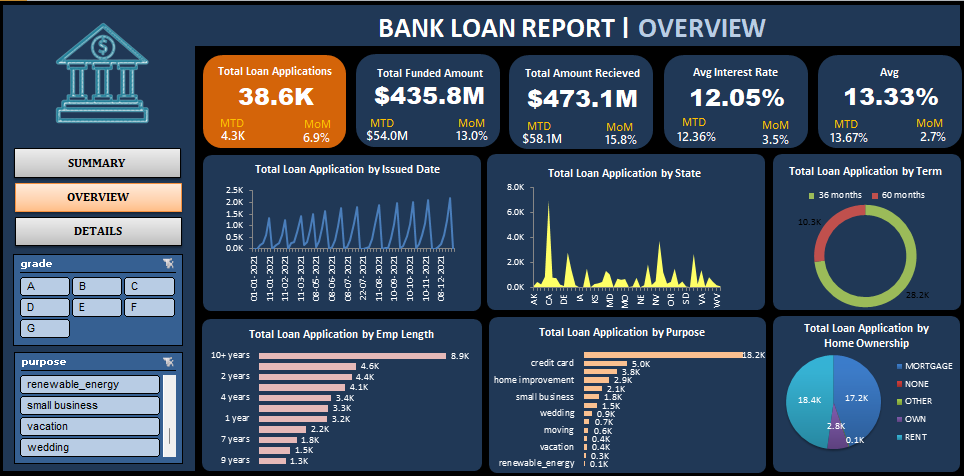 BANK LOAN REPORT | OVERVIEW
SUMMARY
OVERVIEW
DETAILS
grade
A B C
D E F
G
purpose
renewable_energy
small business
vacation
wedding
Total Loan Applications
38.6K
MTD MoM
4.3K 6.9%
Total Funded Amount
$435.8M
MTD MoM
$54.0M 13.0%
Total Amount Recieved
$473.1M
MTD MoM
$58.1M 15.8%
Avg Interest Rate
12.05%
MTD MoM
12.36% 3.5%
Avg
13.33%
MTD MoM
13.67% 2.7%
Total Loan Application by Issued Date
2.5K
2.0K
1.5K
1.0K
0.5K
0.0K
01-01-2021
11-01-2021
11-02-2021
11-03-2021
08-05-2021
08-06-2021
08-07-2021
22-07-2021
11-08-2021
10-09-2021
10-10-2021
10-11-2021
08-12-2021
Total Loan Application by State
8.0K
6.0K
4.0K
2.0K
0.0K
AK CA DE IA KS MD MO NE NV OR SD VA WV
Total Loan Application by Term
36 months 60 months
10.3K
28.2K
Total Loan Application by Emp Length
10+ years 8.9K
4.6K
2 years 4.4K
4.1K
4 years 3.4K
3.3K
1 year 3.2K
2.2K
7 years 1.8K
1.5K
9 years 1.3K
Total Loan Application by Purpose
18.2K
credit card 5.0K
3.8K
home improvement 2.9K
2.1K
small business 1.8K
1.5K
wedding 0.9K
0.7K
moving 0.6K
0.4K
vacation 0.4K
0.3K
renewable_energy 0.1K
Total Loan Application by
Home Ownership
18.4K
17.2K
2.8K
0.1K
MORTGAGE
NONE
OTHER
OWN
RENT